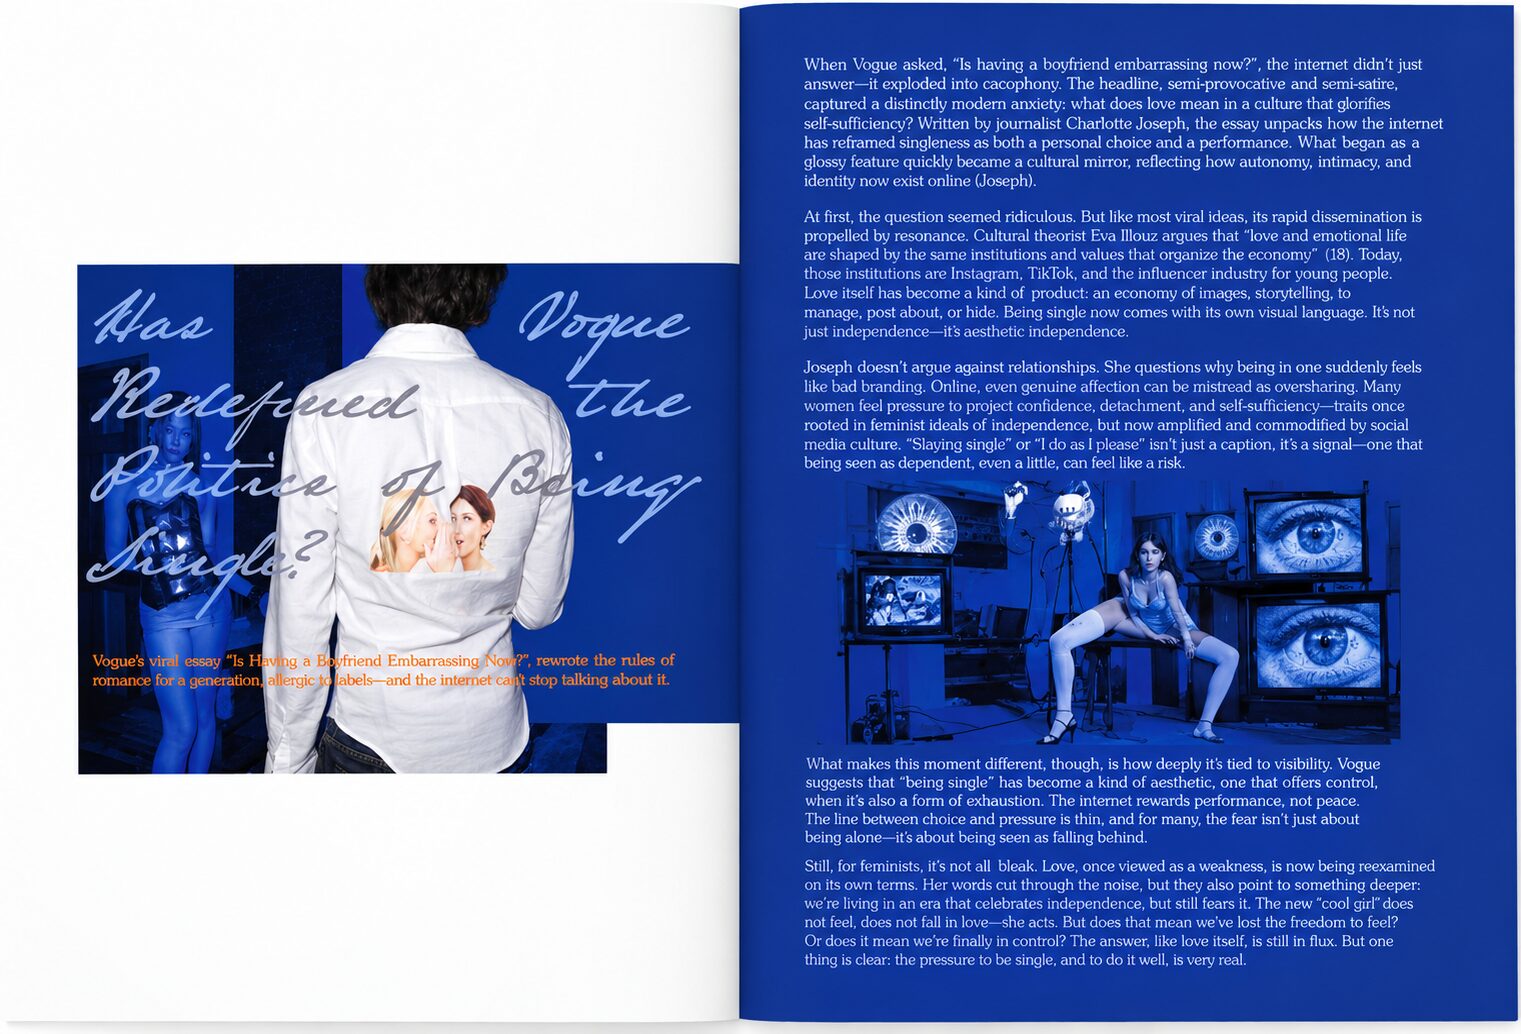 Has Vogue
Redefined the
Politics of Being
Single?
Vogue's viral essay “Is Having a Boyfriend Embarrassing Now?”, rewrote the rules of
romance for a generation, allergic to labels—and the internet can't stop talking about it.
When Vogue asked, “Is having a boyfriend embarrassing now?”, the internet didn’t just
answer—it exploded into cacophony. The headline, semi-provocative and semi-satire,
captured a distinctly modern anxiety: what does love mean in a culture that glorifies
self-sufficiency? Written by journalist Charlotte Joseph, the essay unpacks how the internet
has reframed singleness as both a personal choice and a performance. What began as a
glossy feature quickly became a cultural mirror, reflecting how autonomy, intimacy, and
identity now exist online (Joseph).
At first, the question seemed ridiculous. But like most viral ideas, its rapid dissemination is
propelled by resonance. Cultural theorist Eva Illouz argues that “love and emotional life
are shaped by the same institutions and values that organize the economy” (18). Today,
those institutions are Instagram, TikTok, and the influencer industry for young people.
Love itself has become a kind of product: an economy of images, storytelling, to
manage, post about, or hide. Being single now comes with its own visual language. It's not
just independence—it's aesthetic independence.
Joseph doesn’t argue against relationships. She questions why being in one suddenly feels
like bad branding. Online, even genuine affection can be mistread as oversharing. Many
women feel pressure to project confidence, detachment, and self-sufficiency—traits once
rooted in feminist ideals of independence, but now amplified and commodified by social
media culture. “Slaying single” or “I do as I please” isn’t just a caption, it’s a signal—one that
being seen as dependent, even a little, can feel like a risk.
What makes this moment different, though, is how deeply it's tied to visibility. Vogue
suggests that “being single” has become a kind of aesthetic, one that offers control,
when it’s also a form of exhaustion. The internet rewards performance, not peace.
The line between choice and pressure is thin, and for many, the fear isn’t just about
being alone—it's about being seen as falling behind.
Still, for feminists, it’s not all bleak. Love, once viewed as a weakness, is now being reexamined
on its own terms. Her words cut through the noise, but they also point to something deeper:
we’re living in an era that celebrates independence, but still fears it. The new “cool girl” does
not feel, does not fall in love—she acts. But does that mean we’ve lost the freedom to feel?
Or does it mean we’re finally in control? The answer, like love itself, is still in flux. But one
thing is clear: the pressure to be single, and to do it well, is very real.